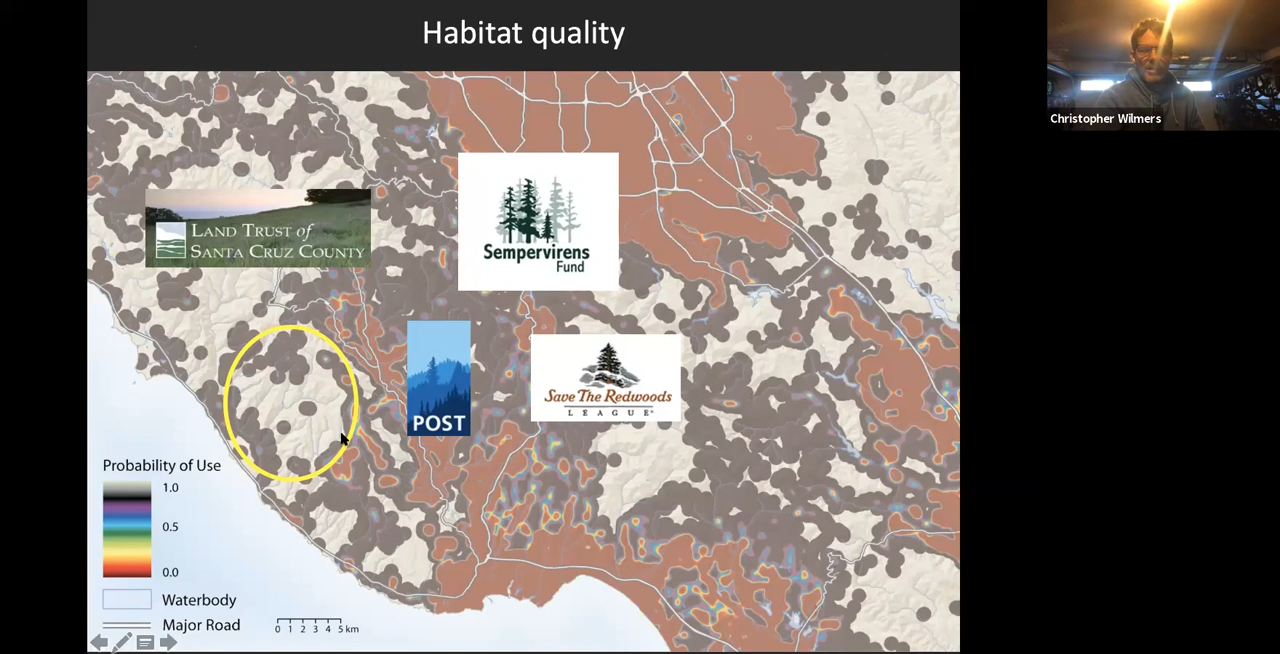 Habitat quality
Christopher Wilmers
LAND TRUST of
SANTA CRUZ COUNTY
Sempervirens
Fund
POST
Save The Redwoods
LEAGUE
Probability of Use
1.0
0.5
0.0
Waterbody
Major Road
0 1 2 3 4 5 km